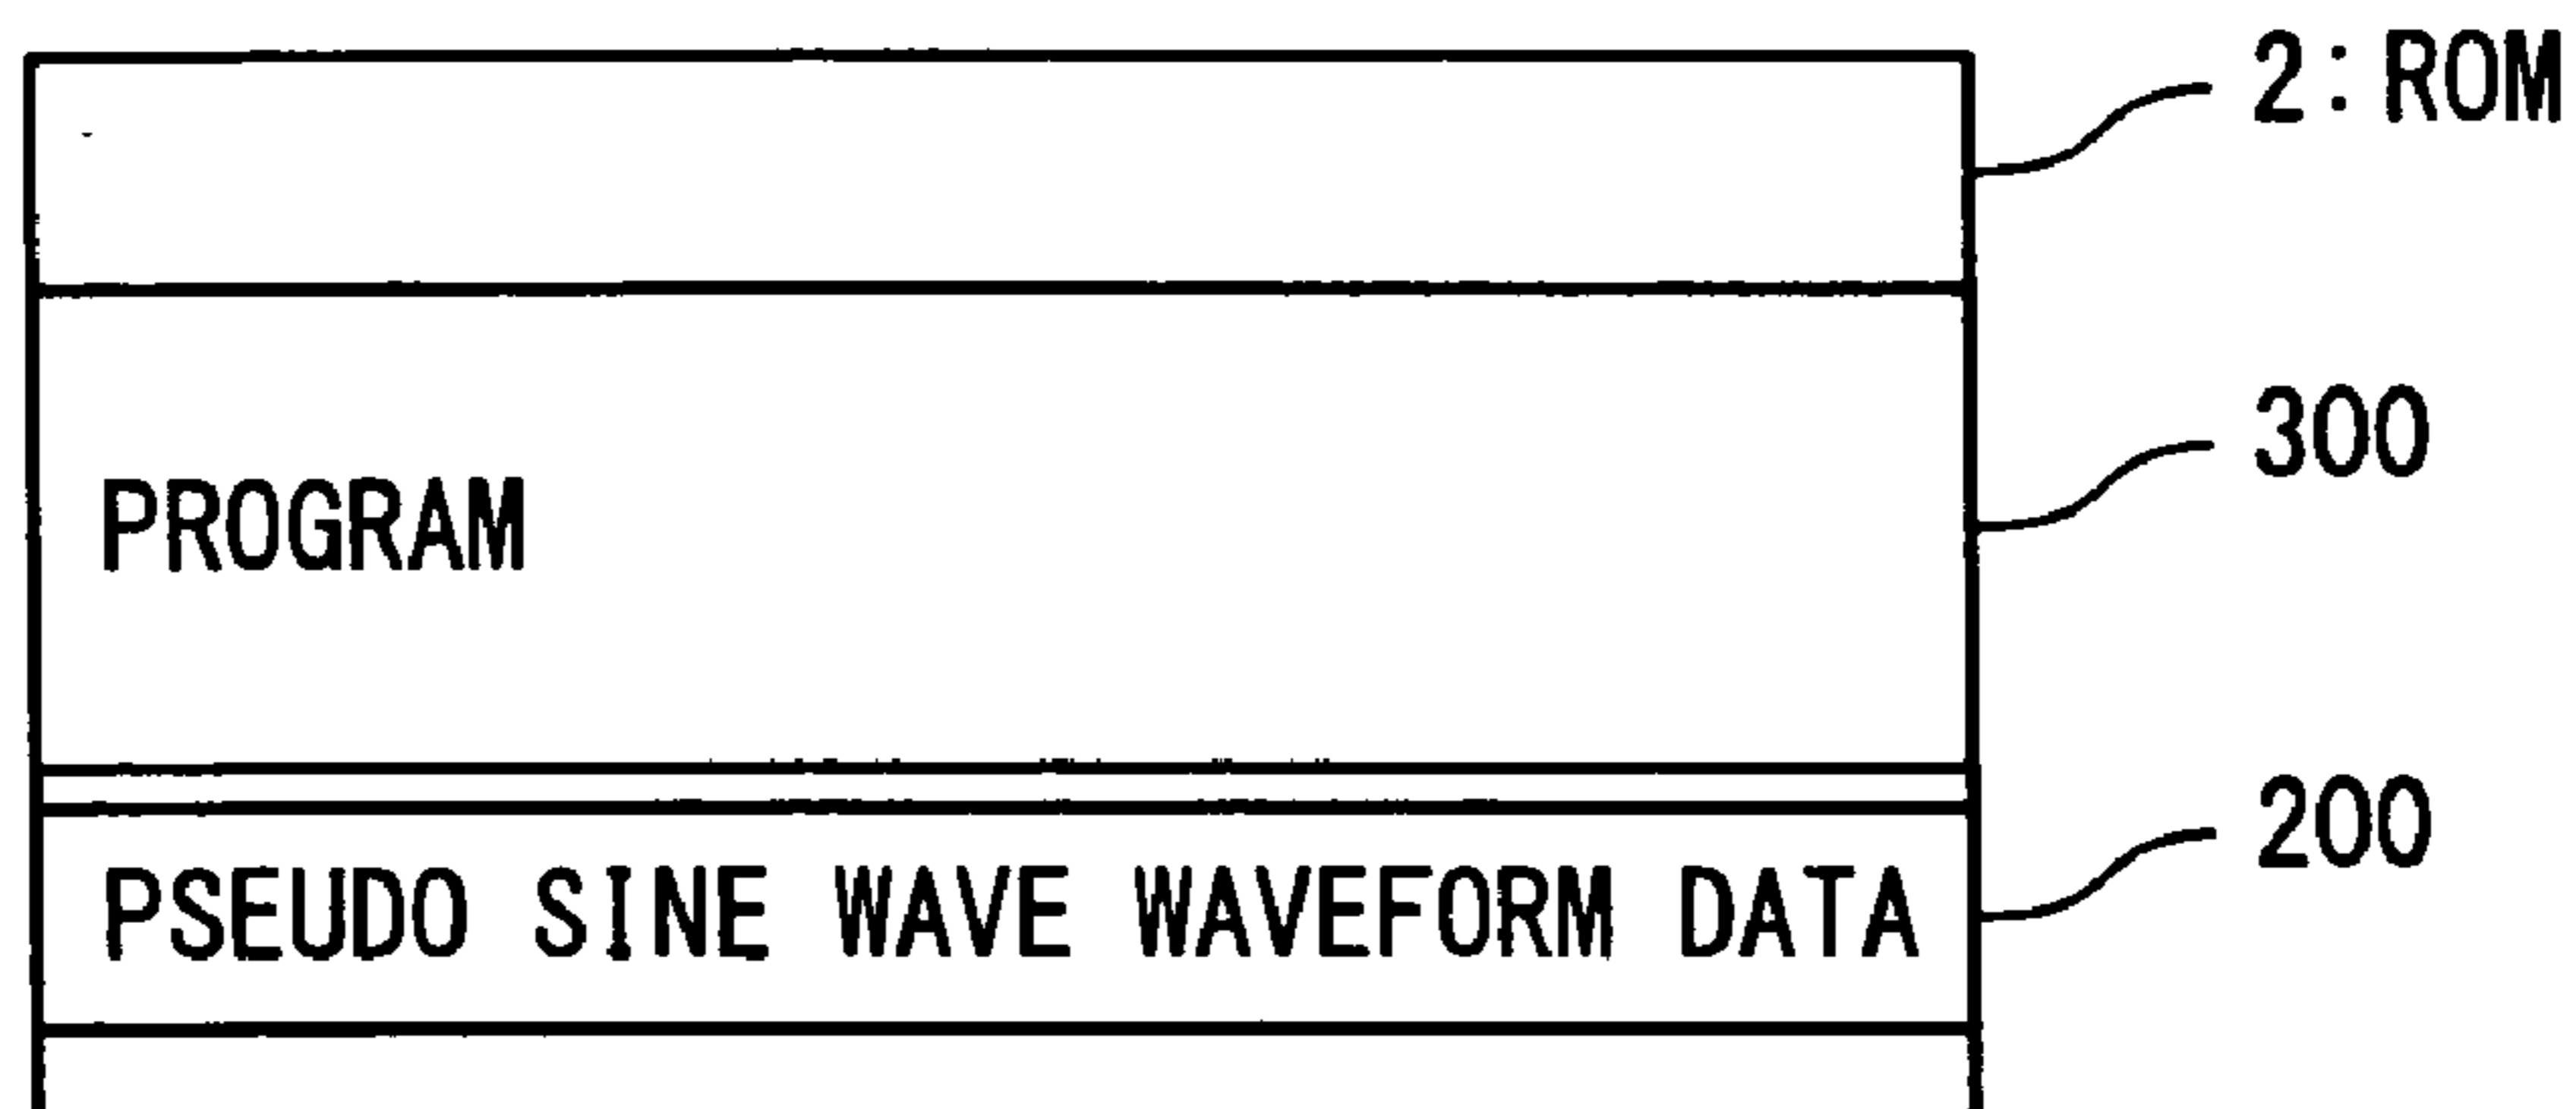 2: ROM
300
PROGRAM
200
PSEUDO SINE WAVE WAVEFORM DATA